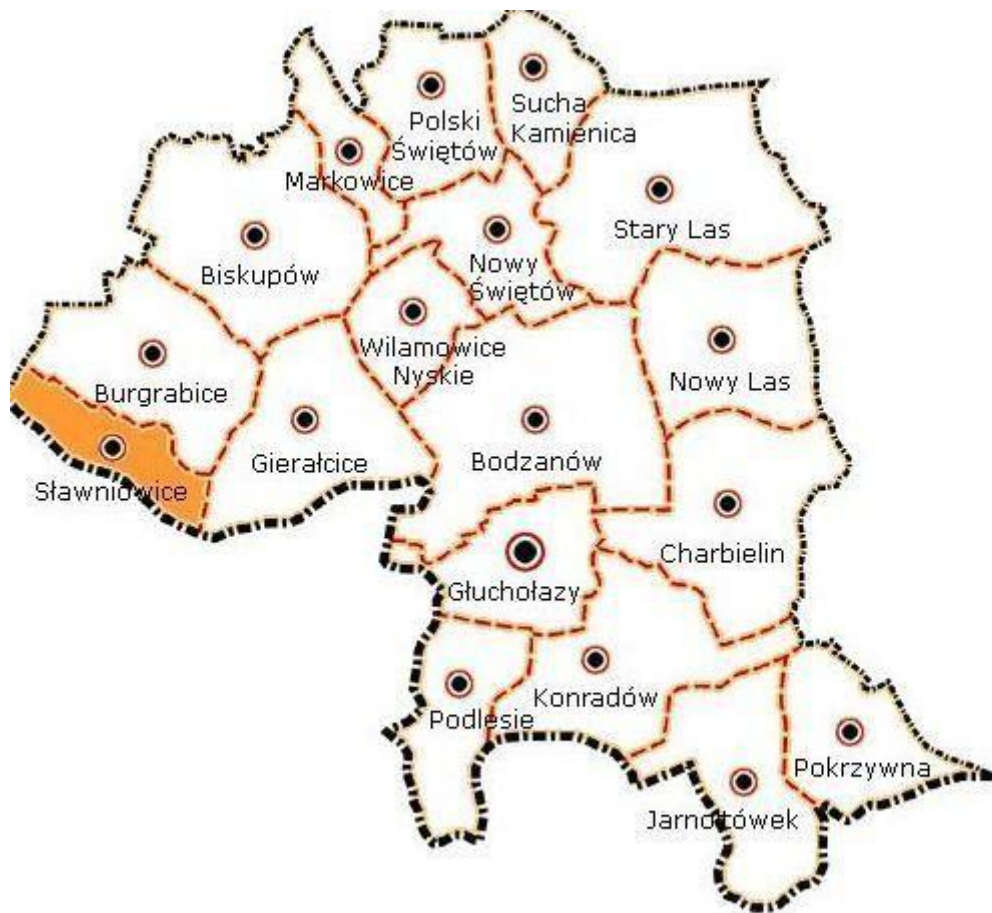 Sucha
Kamienica
Polski
Świętów
Markowice
Stary Las
Biskupów
Nowy
Świętów
Wilamowice
Nyskie
Burgrabice
Nowy Las
Gierałcice
Bodzanów
Sławniowice
Charbielin
Głuchołazy
Konradów
Podlesie
Pokrzywna
Jarnołtówek